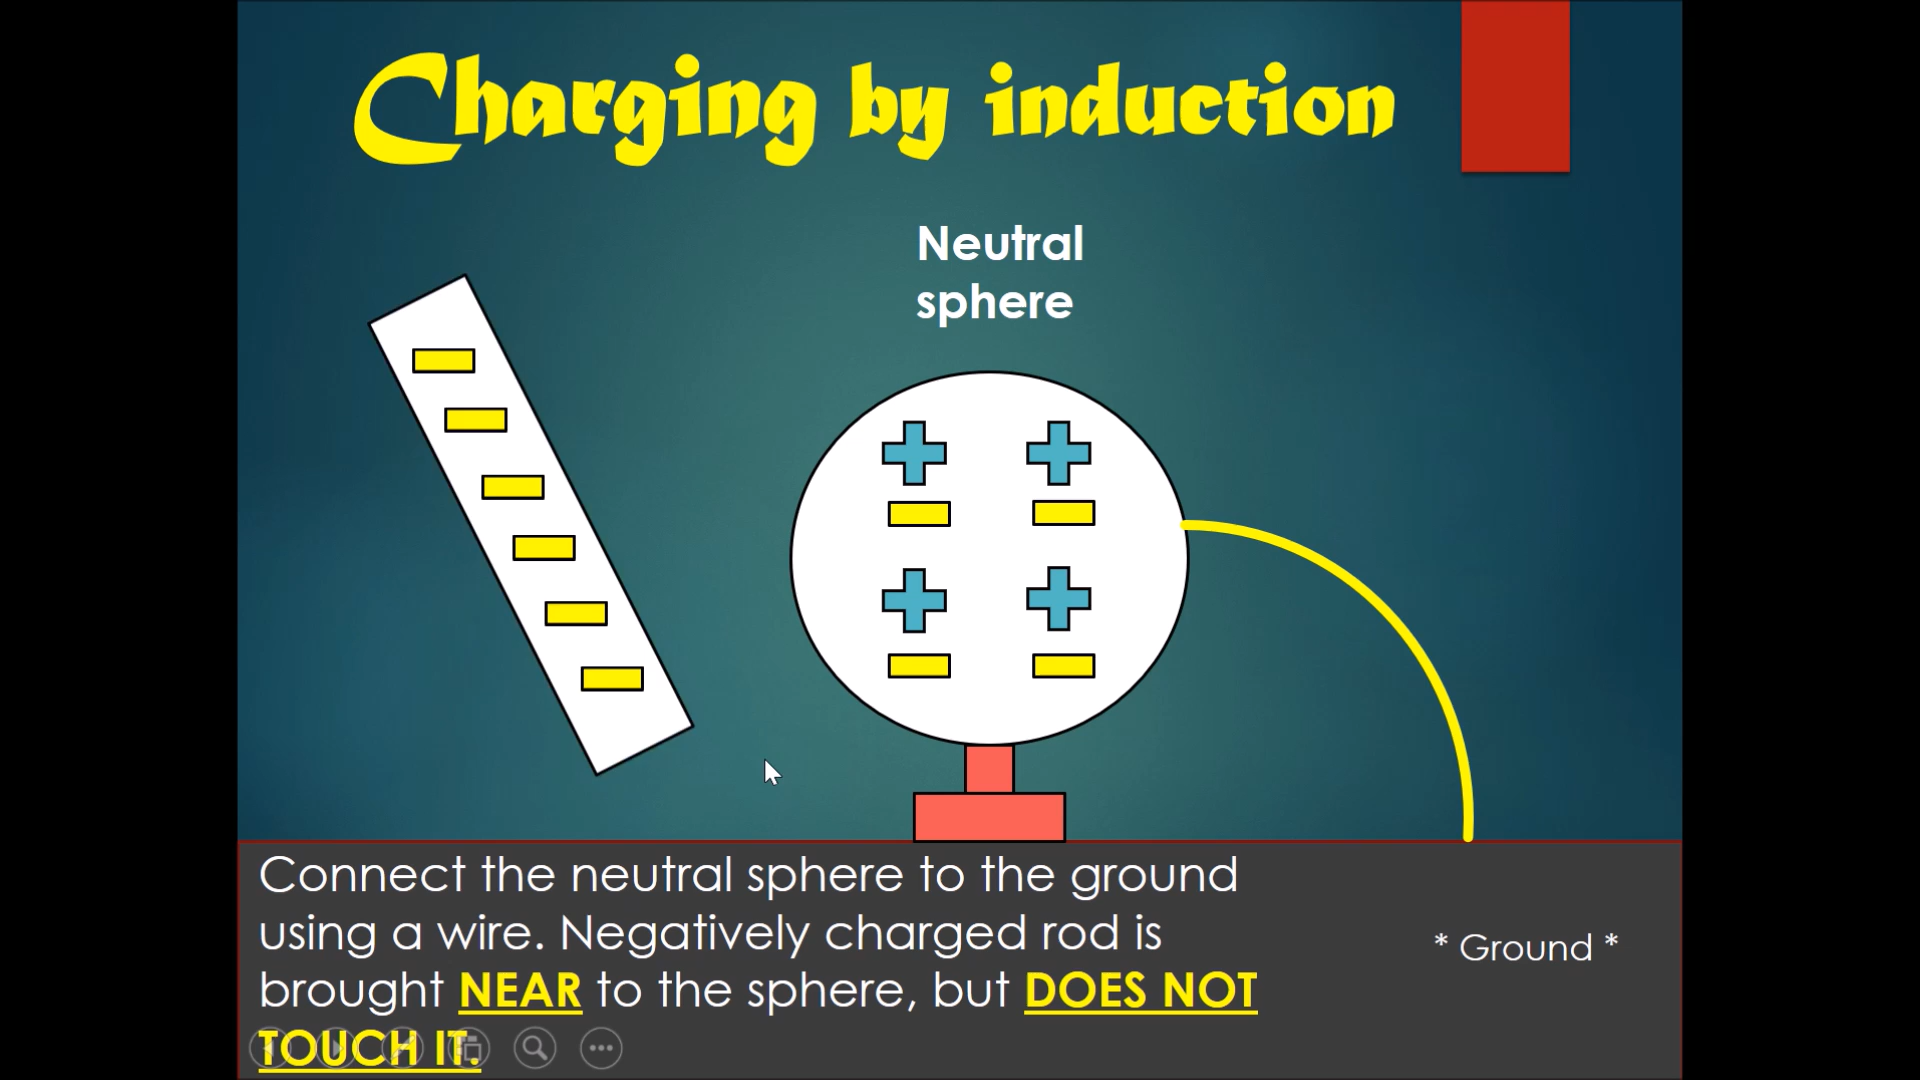 Charging by induction
Neutral
sphere
Connect the neutral sphere to the ground
using a wire. Negatively charged rod is
brought NEAR to the sphere, but DOES NOT
TOUCH IT.
* Ground *